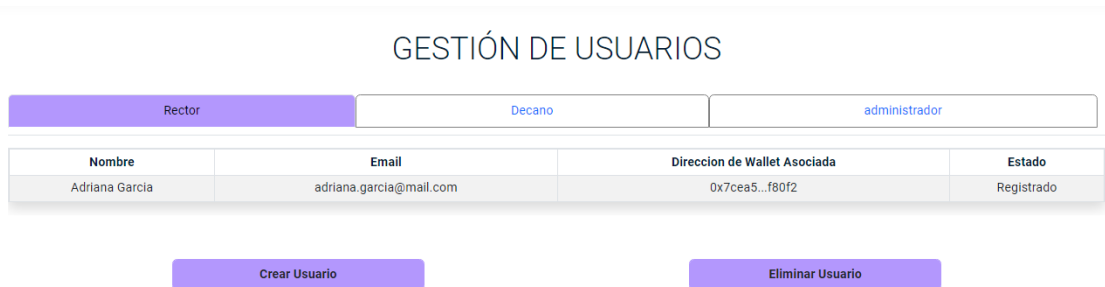 GESTIÓN DE USUARIOS
Rector Decano administrador
Nombre Email Direccion de Wallet Asociada Estado
Adriana Garcia adriana.garcia@mail.com 0x7cea5...f80f2 Registrado
Crear Usuario Eliminar Usuario